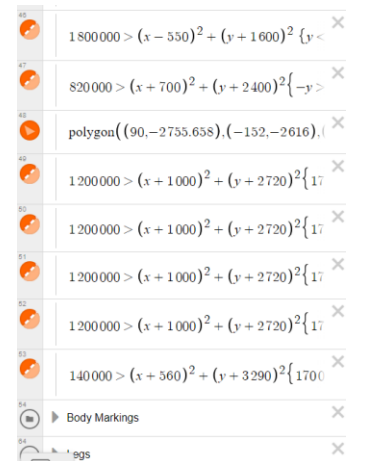 46
1800000 > (x − 550)² + (y + 1600)² {y <
47
820000 > (x + 700)² + (y + 2400)² {−y >
48
polygon((90,−2755.658),(−152,−2616),(
49
1200000 > (x + 1000)² + (y + 2720)² {17
50
1200000 > (x + 1000)² + (y + 2720)² {17
51
1200000 > (x + 1000)² + (y + 2720)² {17
52
1200000 > (x + 1000)² + (y + 2720)² {17
53
140000 > (x + 560)² + (y + 3290)² {1700
54
Body Markings
64
Legs